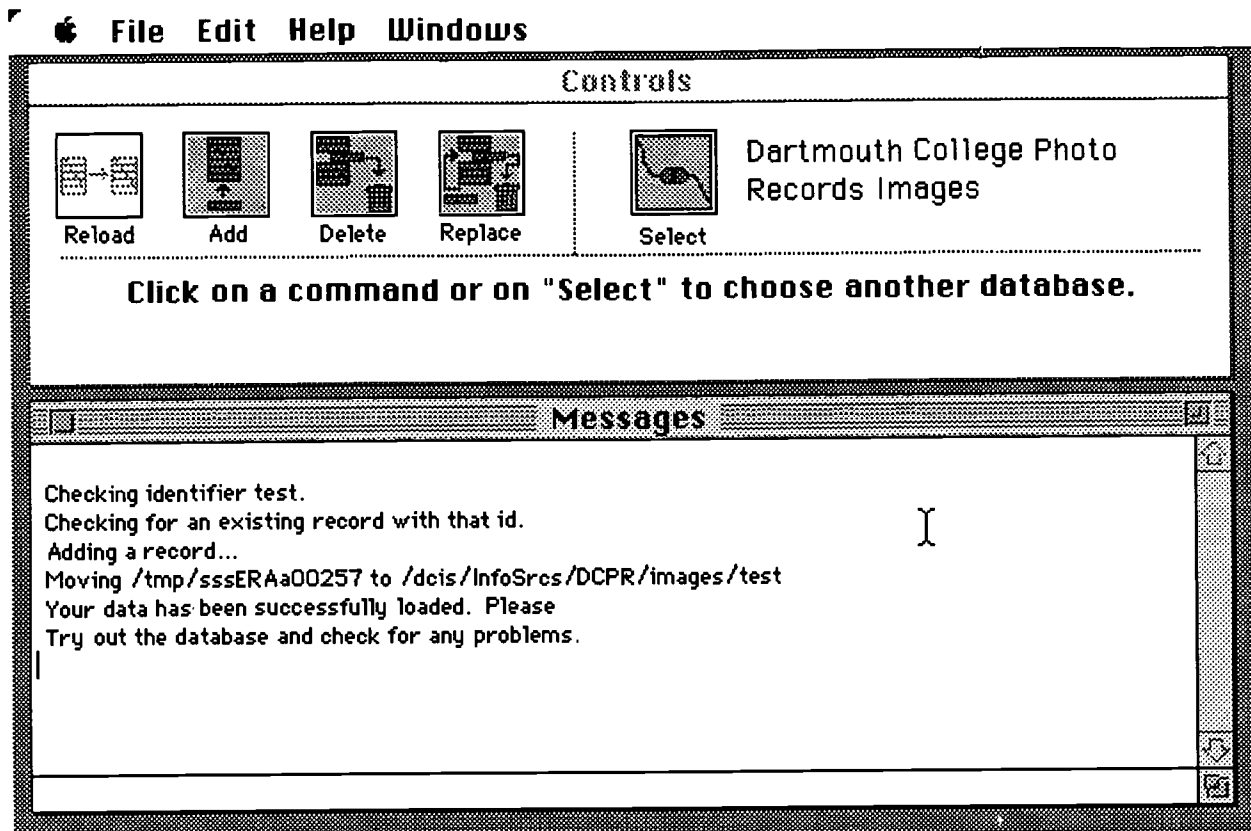 File Edit Help Windows
Controls
Reload
Add
Delete
Replace
Select
Dartmouth College Photo
Records Images
Click on a command or on "Select" to choose another database.
Messages
Checking identifier test.
Checking for an existing record with that id.
Adding a record...
Moving /tmp/sssERAa00257 to /dcis/InfoSrcs/DCPR/images/test
Your data has been successfully loaded. Please
Try out the database and check for any problems.